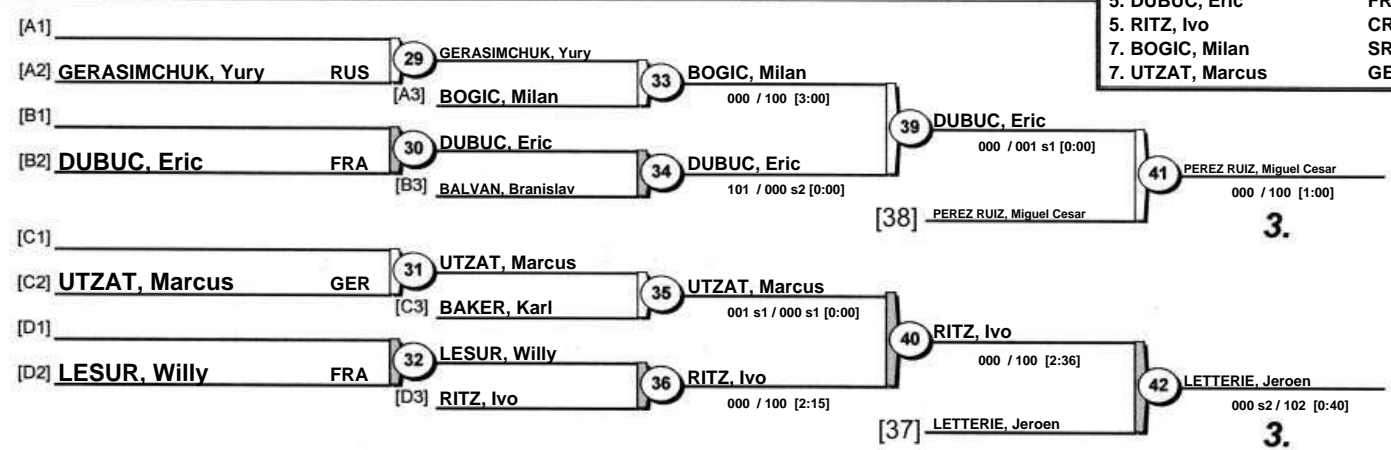 5. DUBUC, Eric
5. RITZ, Ivo CR
7. BOGIC, Milan SR
7. UTZAT, Marcus GE
[A1]
[A2] GERASIMCHUK, Yury RUS
29
GERASIMCHUK, Yury
[A3] BOGIC, Milan
33
BOGIC, Milan
000 / 100 [3:00]
[B1]
[B2] DUBUC, Eric FRA
30
DUBUC, Eric
[B3] BALVAN, Branislav
34
DUBUC, Eric
101 / 000 s2 [0:00]
39
DUBUC, Eric
000 / 001 s1 [0:00]
[38] PEREZ RUIZ, Miguel Cesar
41
PEREZ RUIZ, Miguel Cesar
000 / 100 [1:00]
3.
[C1]
[C2] UTZAT, Marcus GER
31
UTZAT, Marcus
[C3] BAKER, Karl
35
UTZAT, Marcus
001 s1 / 000 s1 [0:00]
[D1]
[D2] LESUR, Willy FRA
32
LESUR, Willy
[D3] RITZ, Ivo
36
RITZ, Ivo
000 / 100 [2:15]
40
RITZ, Ivo
000 / 100 [2:36]
[37] LETTERIE, Jeroen
42
LETTERIE, Jeroen
000 s2 / 102 [0:40]
3.